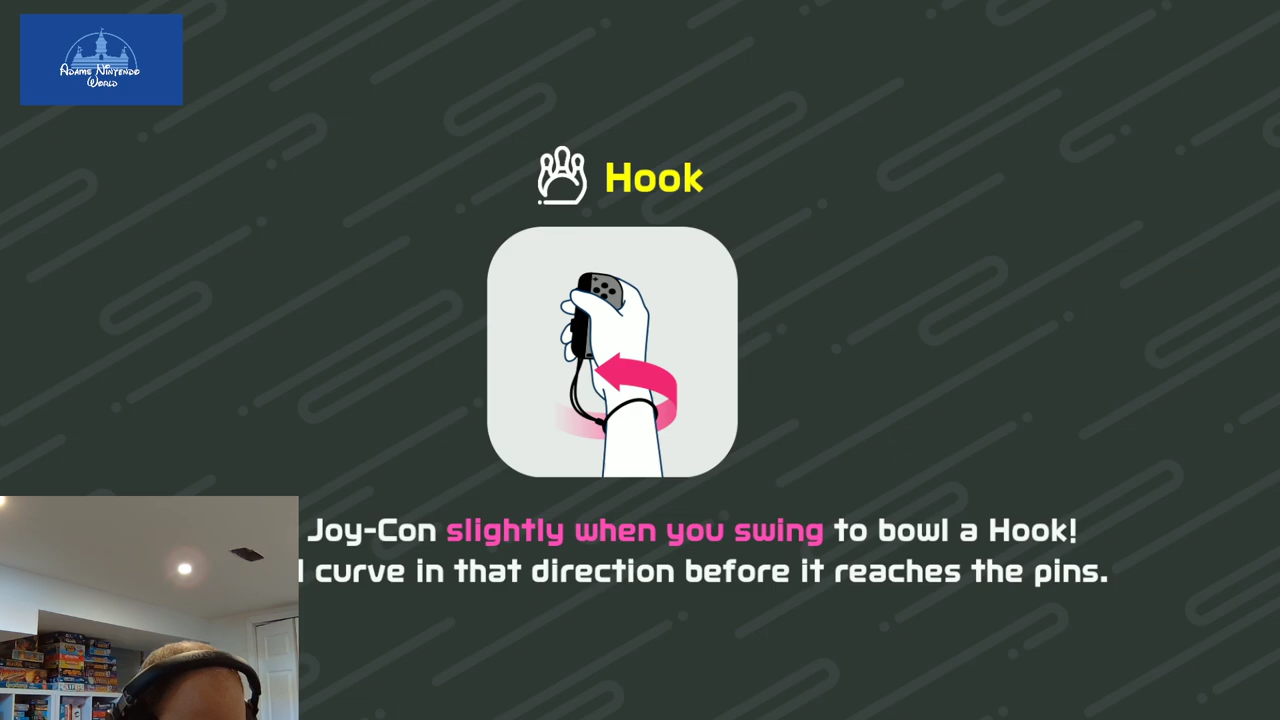 Adams Nintendo
World
Hook
Joy-Con slightly when you swing to bowl a Hook!
curve in that direction before it reaches the pins.